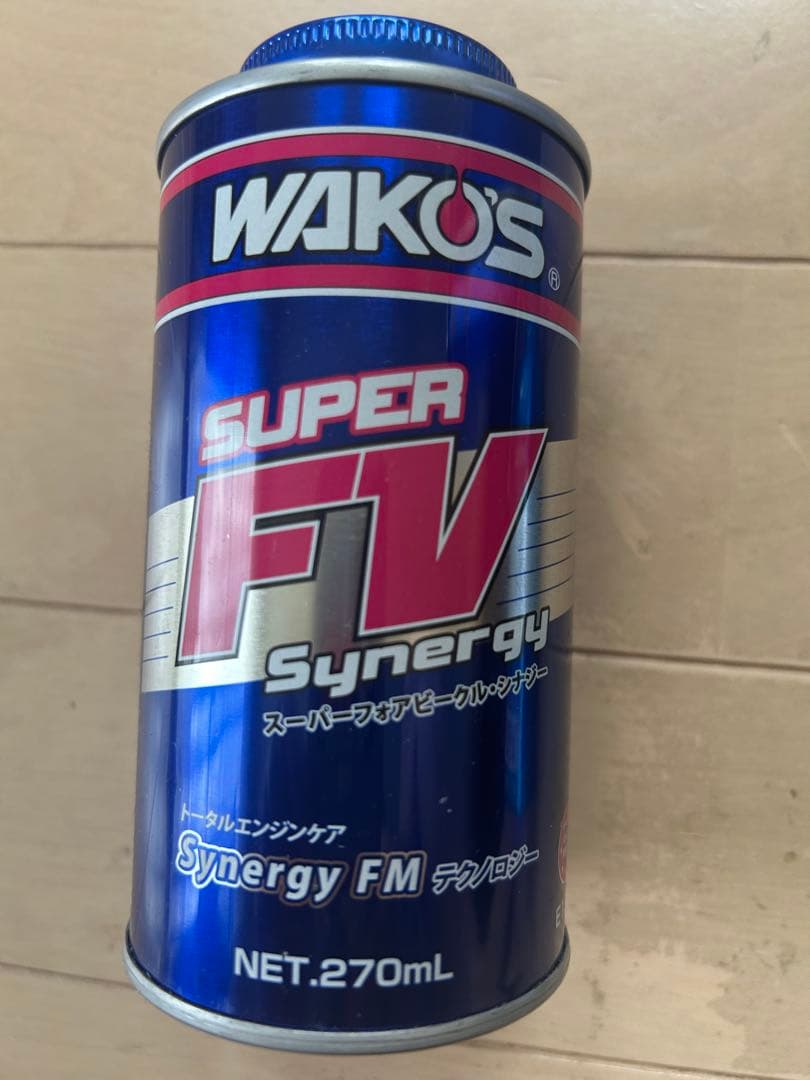 WAKO'S®
SUPER
FV
Synergy
スーパーフォアビークル・シナジー
トータルエンジンケア
Synergy FM テクノロジー
NET.270mL